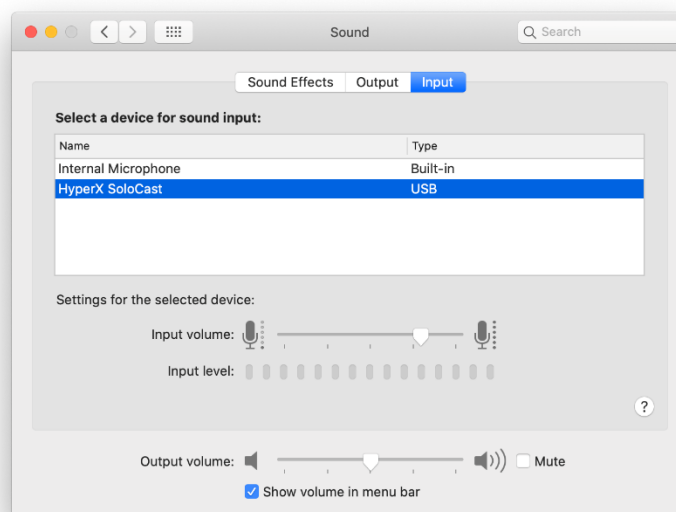 Sound
Search
Sound Effects Output Input
Select a device for sound input:
Name Type
Internal Microphone Built-in
HyperX SoloCast USB
Settings for the selected device:
Input volume:
Input level:
?
Output volume: Mute
Show volume in menu bar